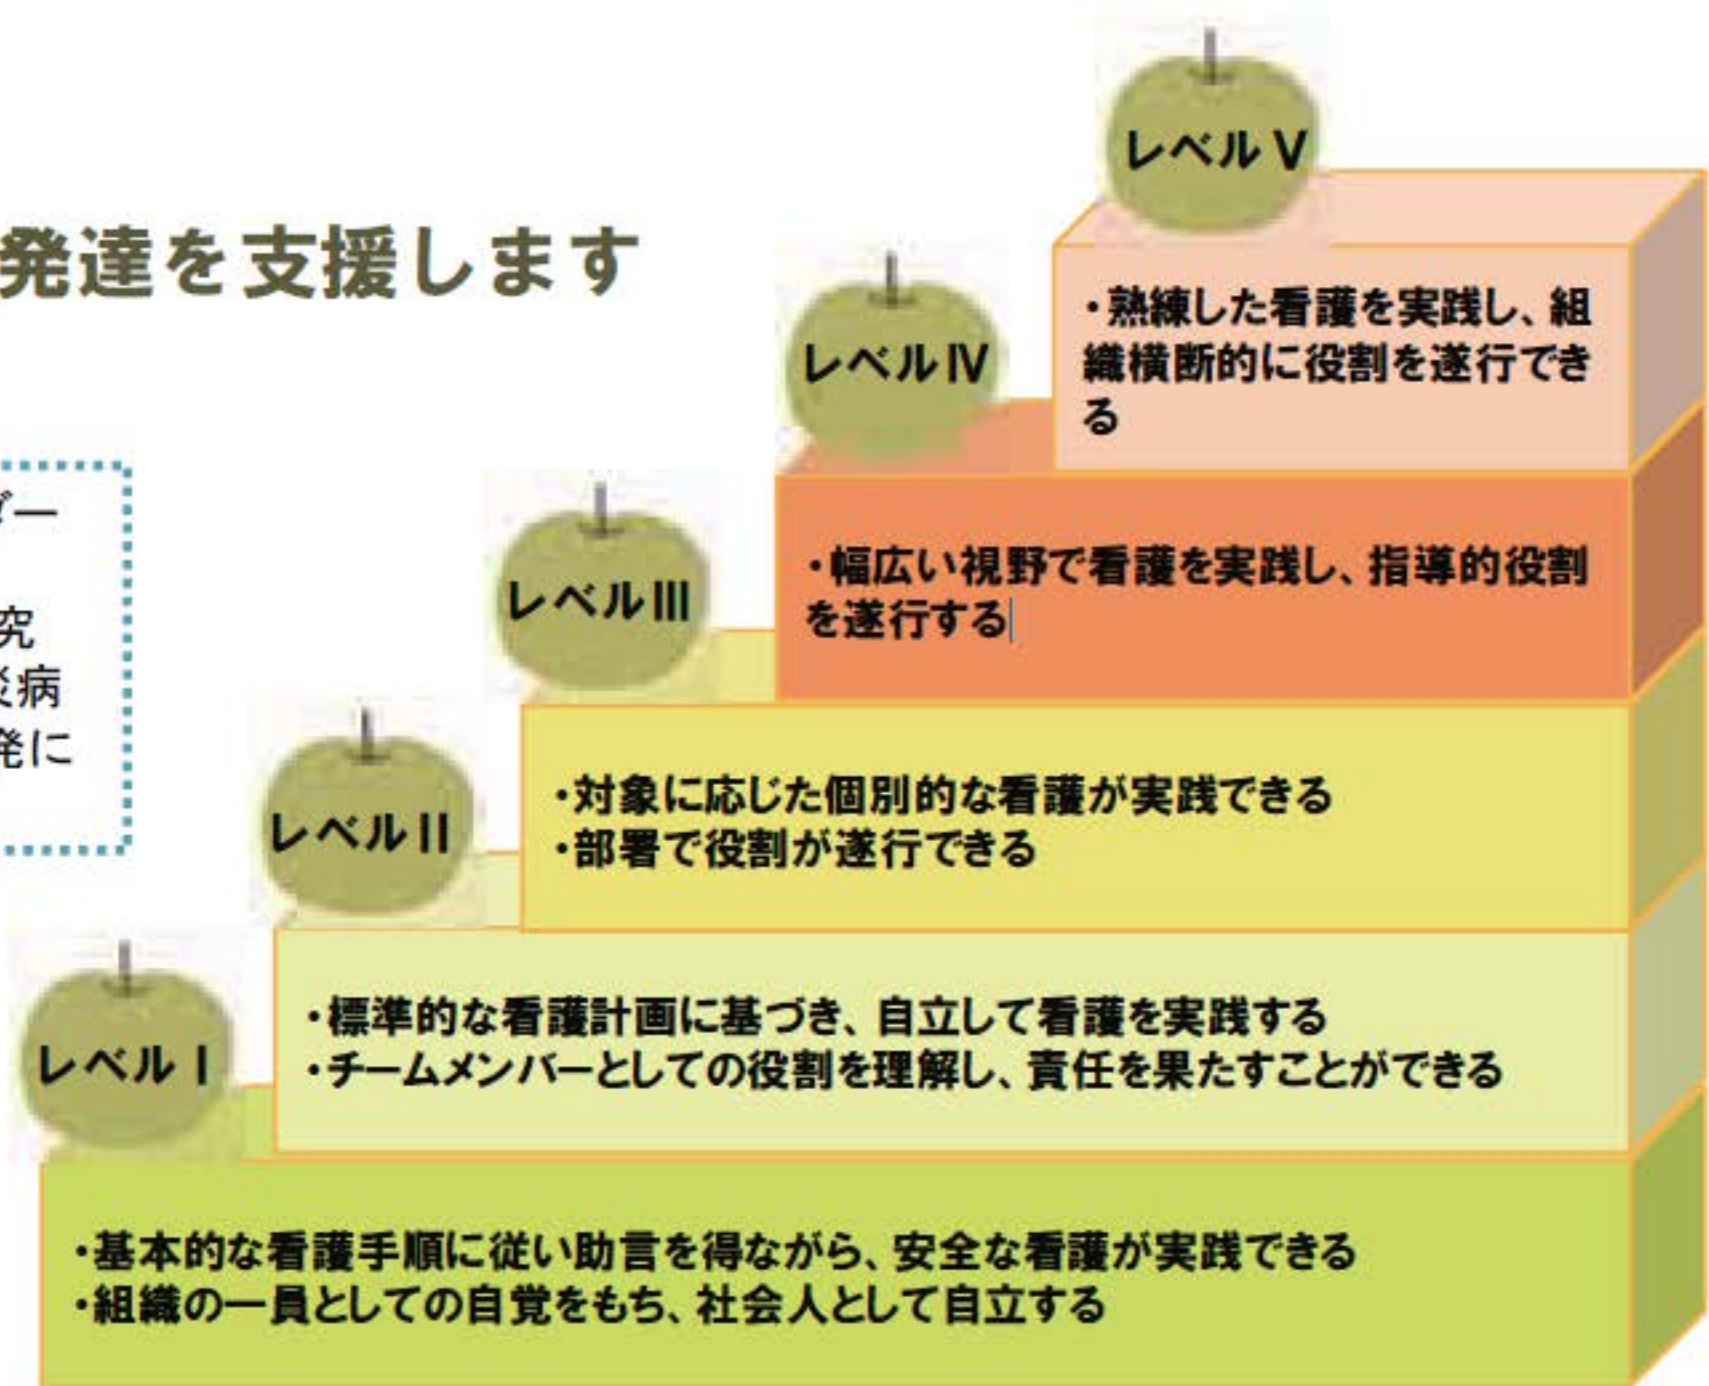 レベルⅤ
発達を支援します
・熟練した看護を実践し、組
織横断的に役割を遂行でき
る
レベルⅣ
ダー
究
災病
発に
・幅広い視野で看護を実践し、指導的役割
を遂行する
レベルⅢ
・対象に応じた個別的な看護が実践できる
・部署で役割が遂行できる
レベルⅡ
・標準的な看護計画に基づき、自立して看護を実践する
・チームメンバーとしての役割を理解し、責任を果たすことができる
レベルⅠ
・基本的な看護手順に従い助言を得ながら、安全な看護が実践できる
・組織の一員としての自覚をもち、社会人として自立する